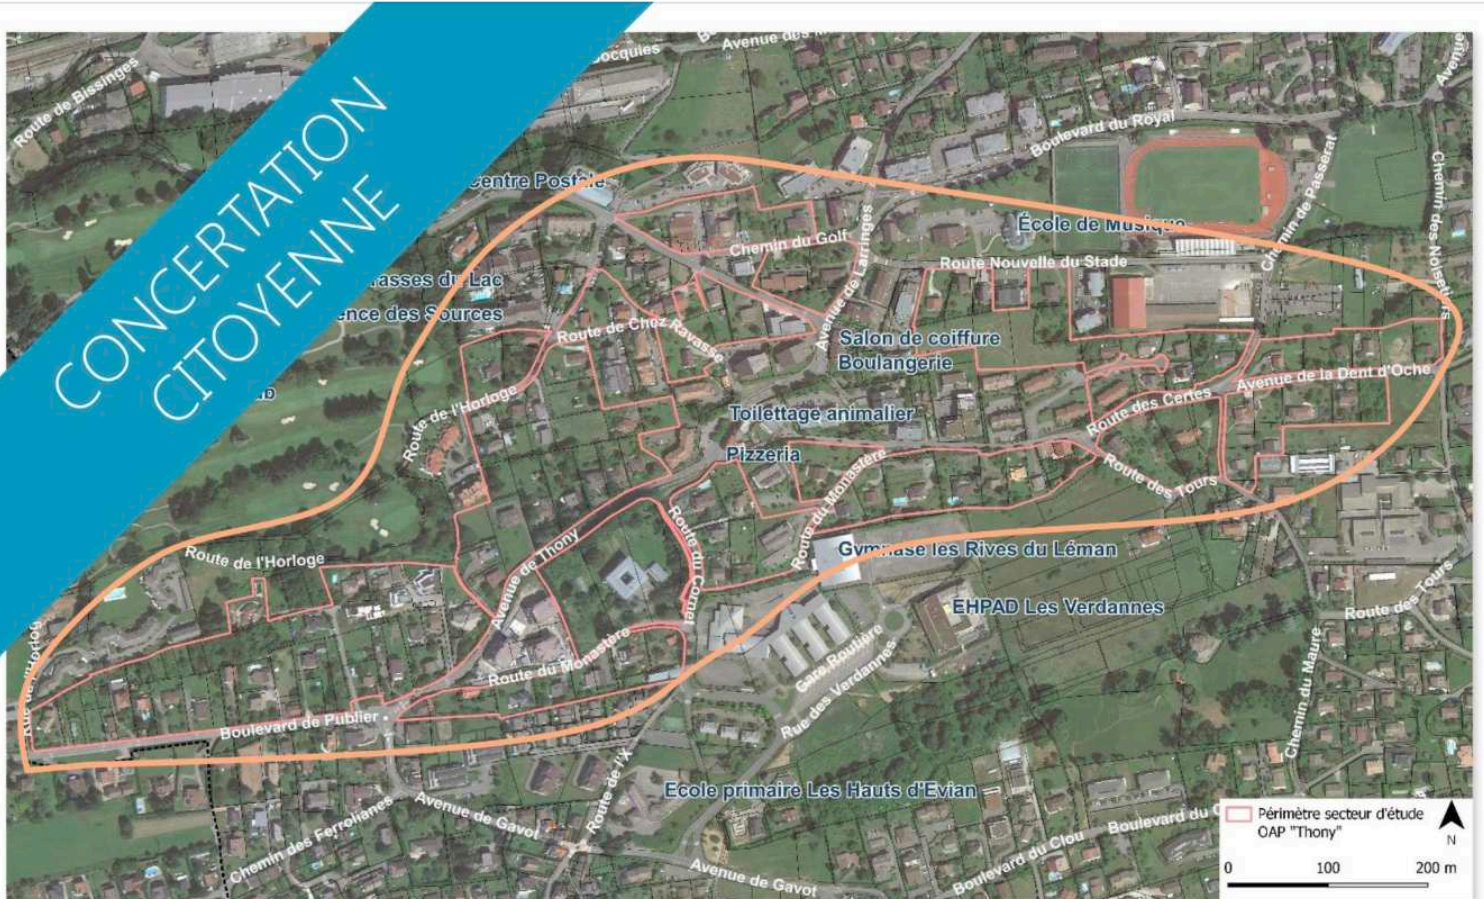 CONCERTATION
CITOYENNE
Route de Bissinges
ocquies
Avenue des
Avenue
Boulevard du Royal
Centre Postale
École de Musique
Chemin de Passerat
Chemin des Noisetiers
Chemin du Golf
Avenue de Larringes
Route Nouvelle du Stade
rasses du Lac
ence des Sources
Route de Chez Ravasse
Salon de coiffure
Boulangerie
ub
Route de l'Horloge
Toilettage animalier
Pizzeria
Route des Certes
Avenue de la Dent d'Oche
Route du Monastère
Route des Tours
Route de l'Horloge
Avenue de Thony
Route du Cornet
Gymnase les Rives du Léman
EHPAD Les Verdannes
Route des Tours
Route du Monastère
Gare Routière
Rue des Verdannes
Chemin du Maure
Boulevard de Publier
Route de l'X
Ecole primaire Les Hauts d'Evian
Chemin des Ferrolianes
Avenue de Gavot
Avenue de Gavot
Boulevard du Clou
Boulevard du C
Périmètre secteur d'étude
OAP "Thony"
N
0 100 200 m